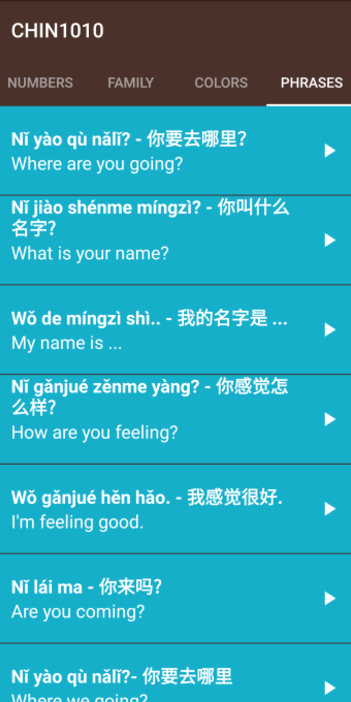 CHIN1010
NUMBERS FAMILY COLORS PHRASES
Nǐ yào qù nǎlǐ? - 你要去哪里?
Where are you going?
Nǐ jiào shénme míngzì? - 你叫什么
名字?
What is your name?
Wǒ de míngzì shì.. - 我的名字是 ...
My name is ...
Nǐ gǎnjué zěnme yàng? - 你感觉怎
么样?
How are you feeling?
Wǒ gǎnjué hěn hǎo. - 我感觉很好.
I'm feeling good.
Nǐ lái ma - 你来吗?
Are you coming?
Nǐ yào qù nǎlǐ?- 你要去哪里
Where we going?